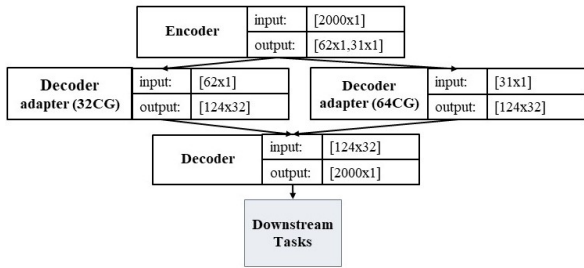 Encoder
input: [2000x1]
output: [62x1,31x1]
Decoder
adapter (32CG)
input: [62x1]
output: [124x32]
Decoder
adapter (64CG)
input: [31x1]
output: [124x32]
Decoder
input: [124x32]
output: [2000x1]
Downstream
Tasks